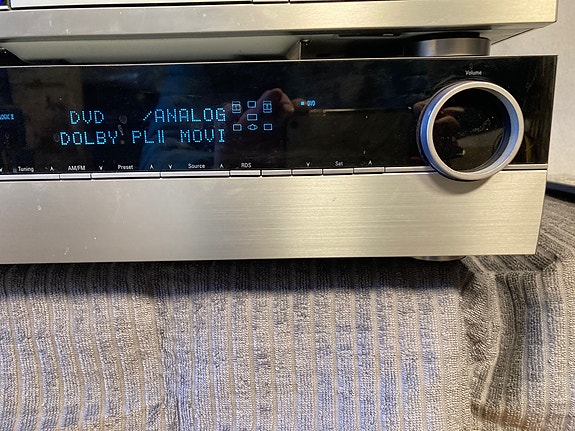 Volume
DVD /ANALOG
DVD
DOLBY PLII MOVI
Tuning
AM/FM
Preset
Source
RDS
Set